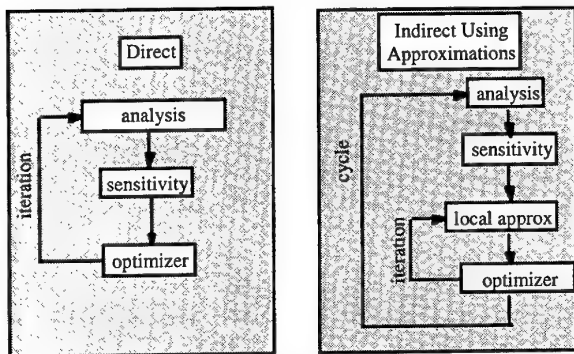 Direct
analysis
sensitivity
optimizer
iteration
Indirect Using
Approximations
analysis
sensitivity
local approx
optimizer
iteration
cycle